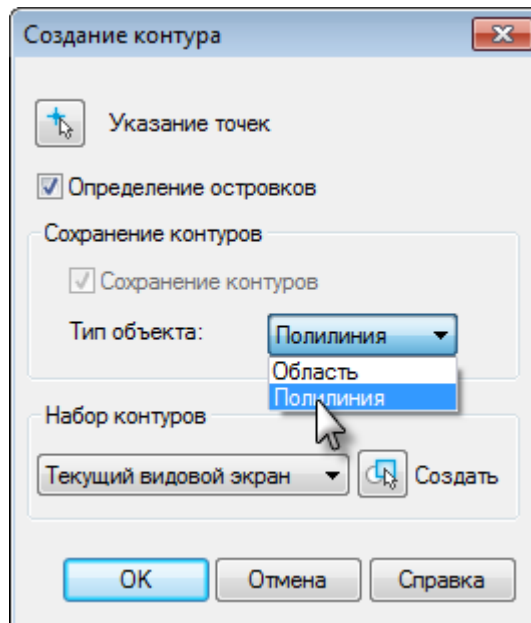 Создание контура
Указание точек
Определение островков
Сохранение контуров
Сохранение контуров
Тип объекта:
Полилиния
Область
Полилиния
Набор контуров
Текущий видовой экран
Создать
OK
Отмена
Справка